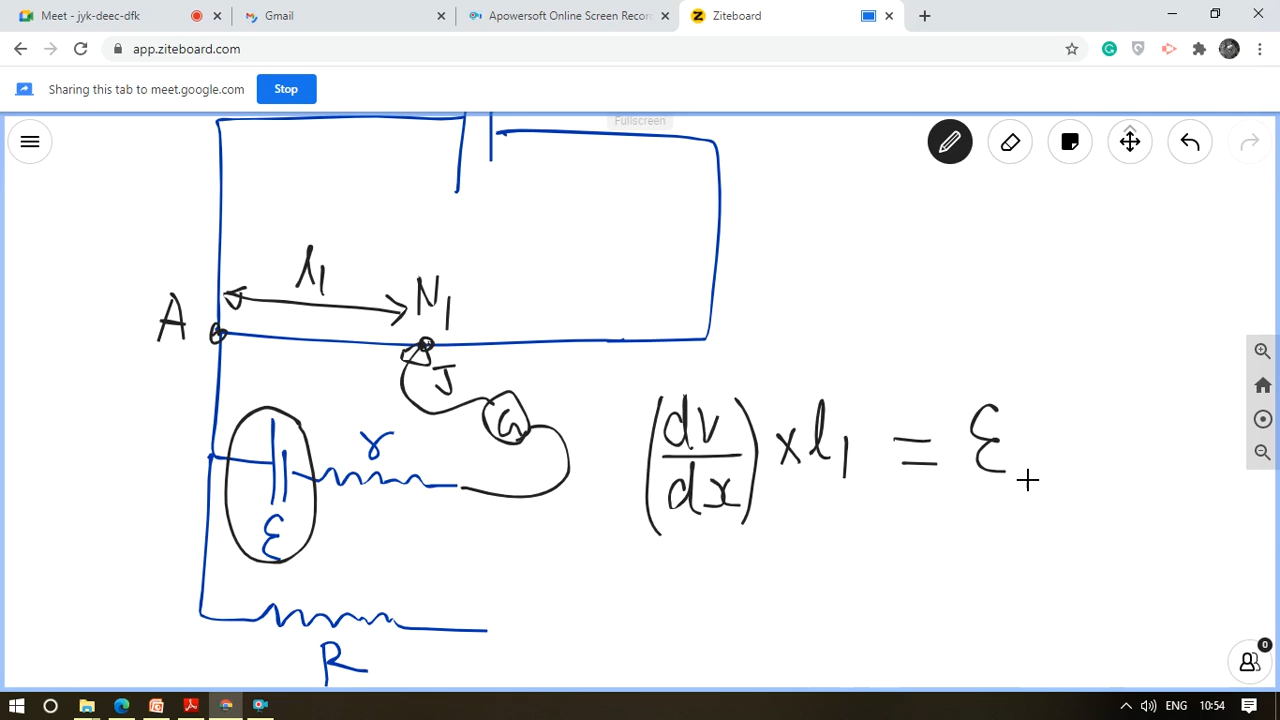 Meet - jyk-deec-dfk
Gmail
Apowersoft Online Screen Recor
Ziteboard
app.ziteboard.com
Sharing this tab to meet.google.com
Stop
Fullscreen
l₁
N₁
A
J
G
r
(dv/dx) × l₁ = ℰ
ℰ
R
0
ENG
10:54